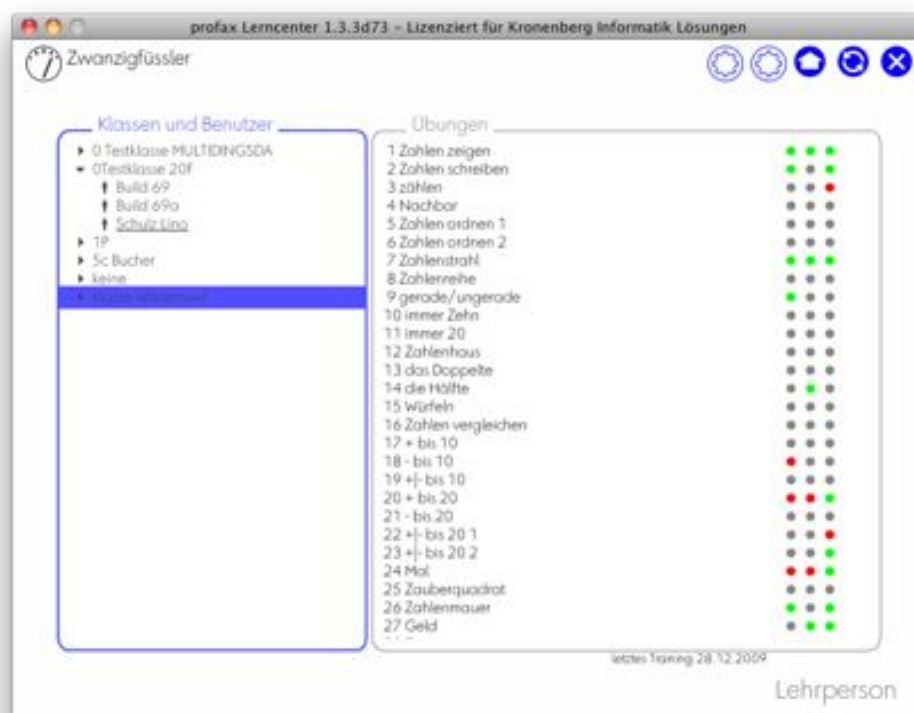 profax Lerncenter 1.3.3d73 – Lizenziert für Kronenberg Informatik Lösungen
Zwanzigfüssler
Klassen und Benutzer
0 Testklasse MULTIDINGSDA
0Testklasse 20f
Build 69
Build 69a
Schulz Lino
1P
5c Bucher
keine
Übungen
1 Zahlen zeigen
2 Zahlen schreiben
3 zählen
4 Nachbar
5 Zahlen ordnen 1
6 Zahlen ordnen 2
7 Zahlenstrahl
8 Zahlenreihe
9 gerade/ungerade
10 immer Zehn
11 immer 20
12 Zahlenhaus
13 das Doppelte
14 die Hälfte
15 Würfeln
16 Zahlen vergleichen
17 + bis 10
18 - bis 10
19 +|- bis 10
20 + bis 20
21 - bis 20
22 +|- bis 20 1
23 +|- bis 20 2
24 Mal
25 Zauberquadrat
26 Zahlenmauer
27 Geld
letztes Training 28.12.2009
Lehrperson